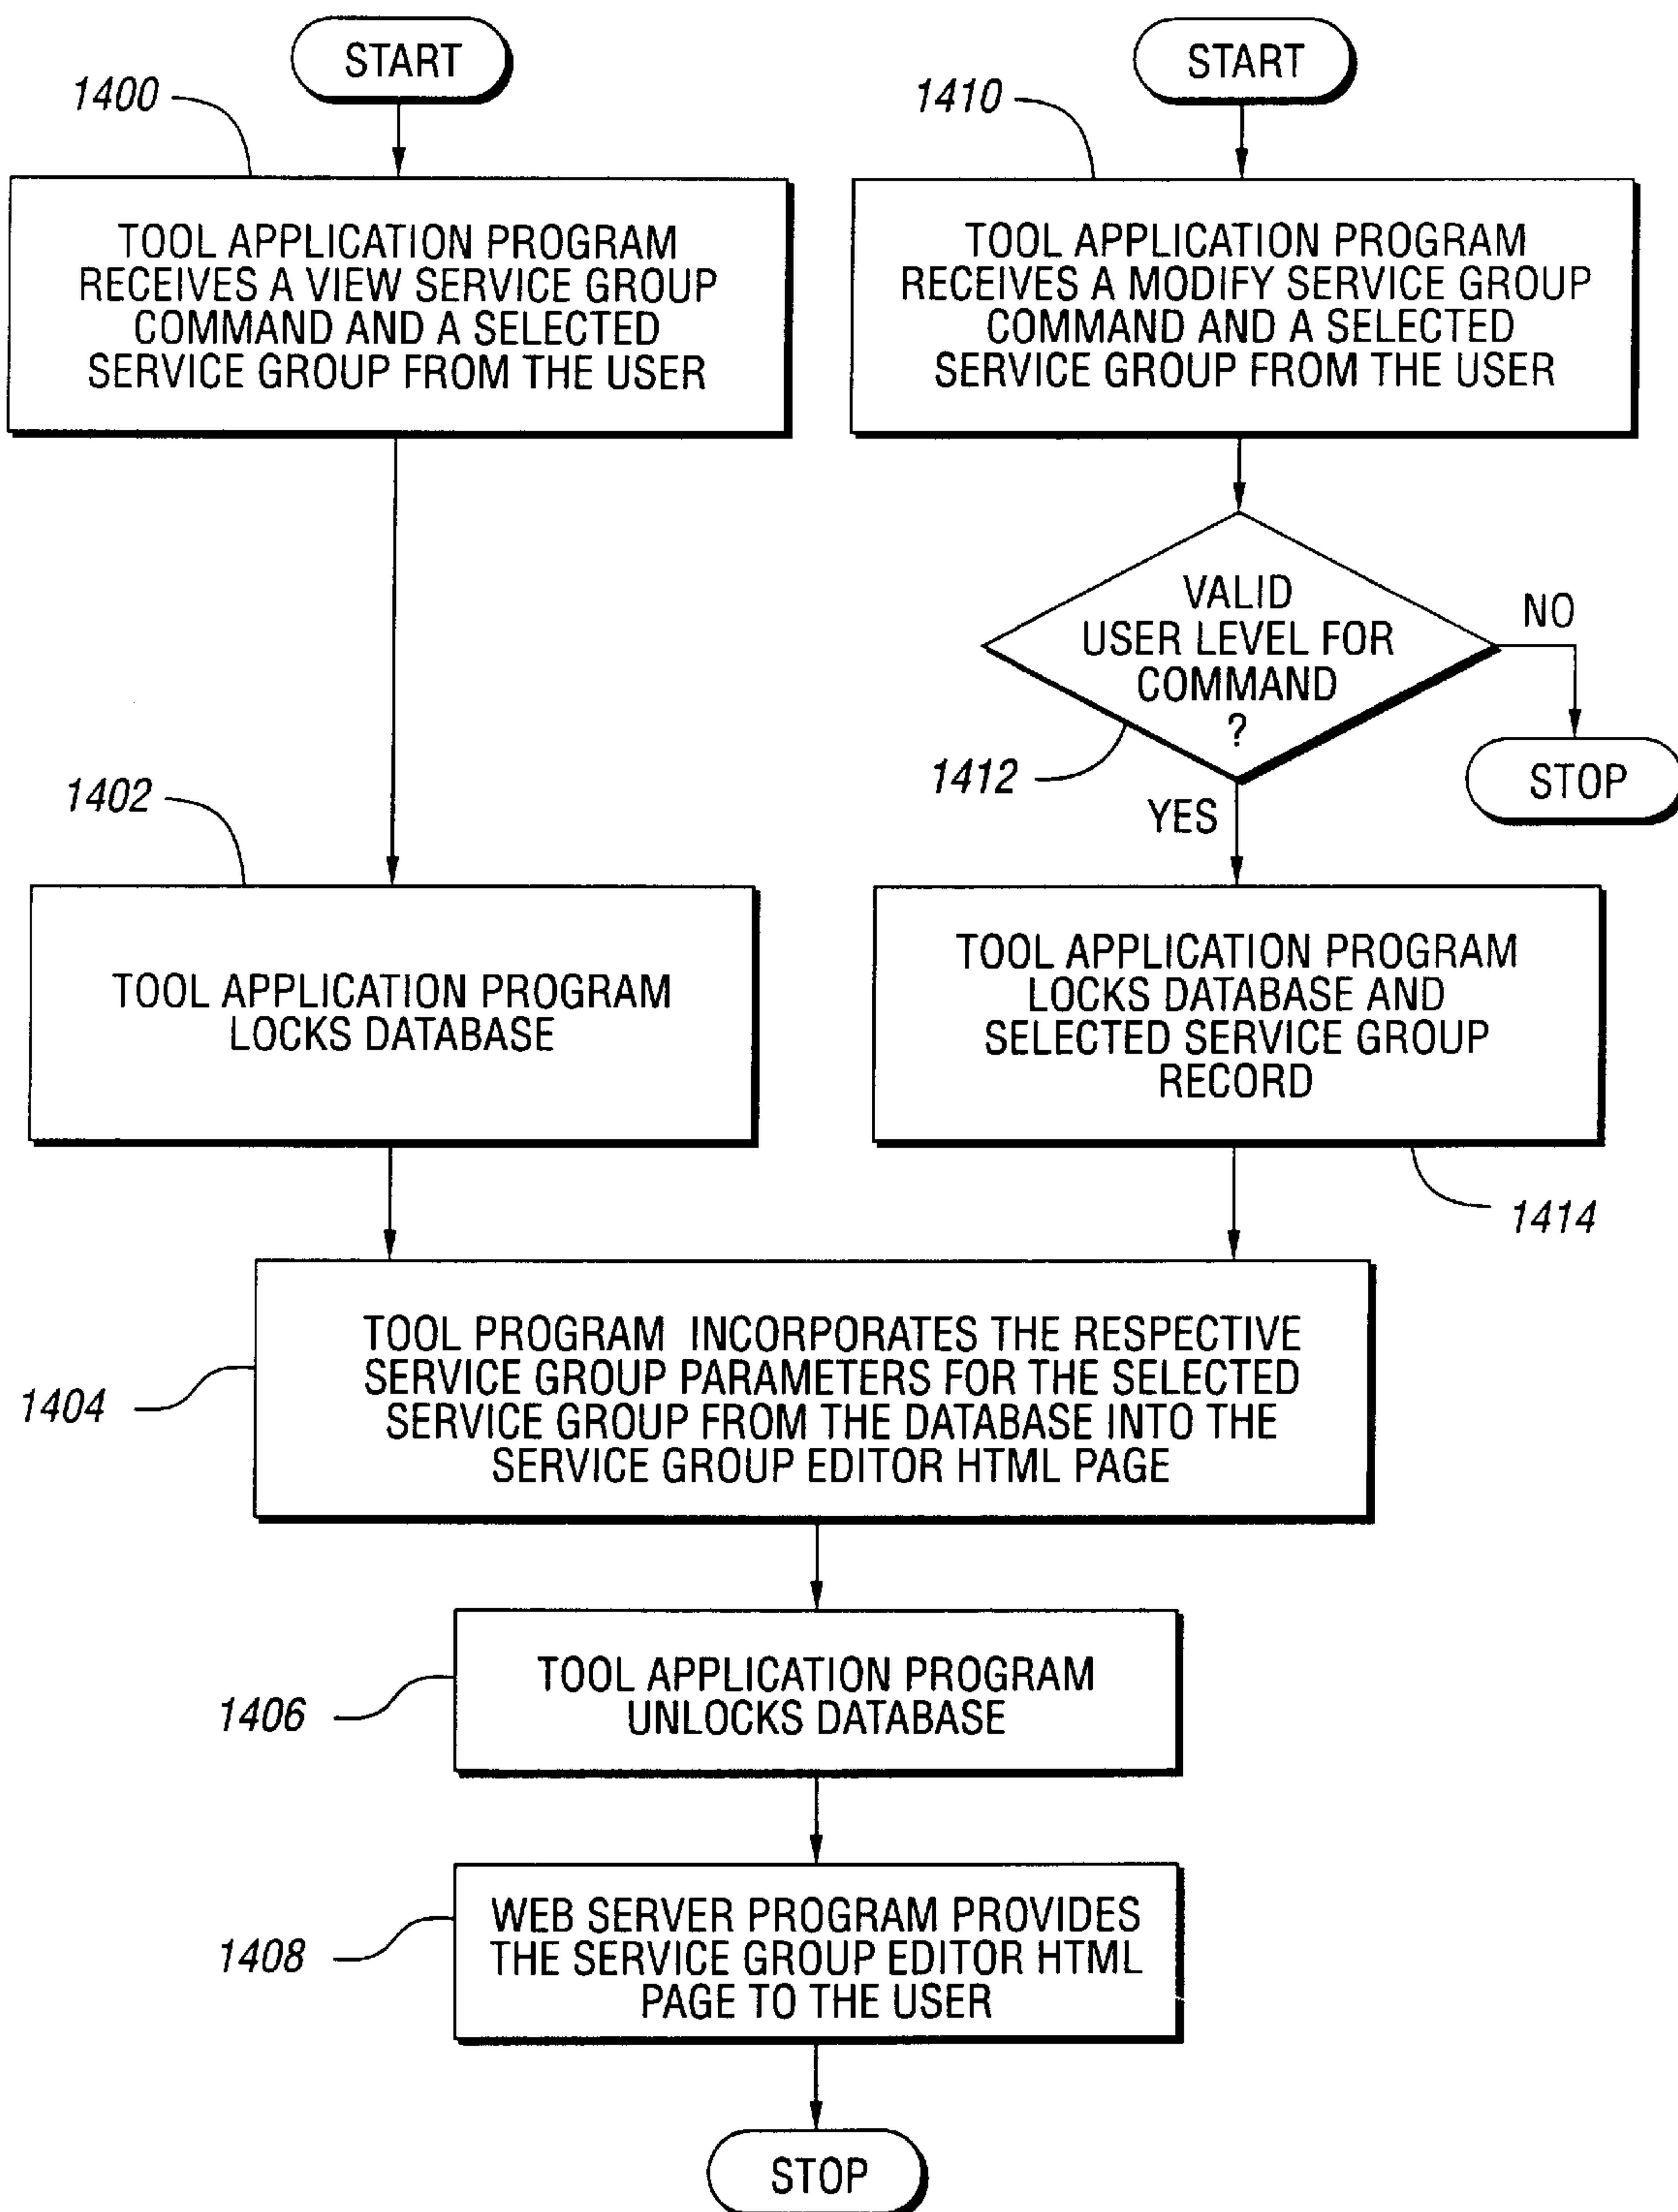 START
1400
TOOL APPLICATION PROGRAM
RECEIVES A VIEW SERVICE GROUP
COMMAND AND A SELECTED
SERVICE GROUP FROM THE USER
1402
TOOL APPLICATION PROGRAM
LOCKS DATABASE
START
1410
TOOL APPLICATION PROGRAM
RECEIVES A MODIFY SERVICE GROUP
COMMAND AND A SELECTED
SERVICE GROUP FROM THE USER
VALID
USER LEVEL FOR
COMMAND
?
NO
STOP
1412
YES
TOOL APPLICATION PROGRAM
LOCKS DATABASE AND
SELECTED SERVICE GROUP
RECORD
1414
TOOL PROGRAM INCORPORATES THE RESPECTIVE
SERVICE GROUP PARAMETERS FOR THE SELECTED
SERVICE GROUP FROM THE DATABASE INTO THE
SERVICE GROUP EDITOR HTML PAGE
1404
TOOL APPLICATION PROGRAM
UNLOCKS DATABASE
1406
WEB SERVER PROGRAM PROVIDES
THE SERVICE GROUP EDITOR HTML
PAGE TO THE USER
1408
STOP